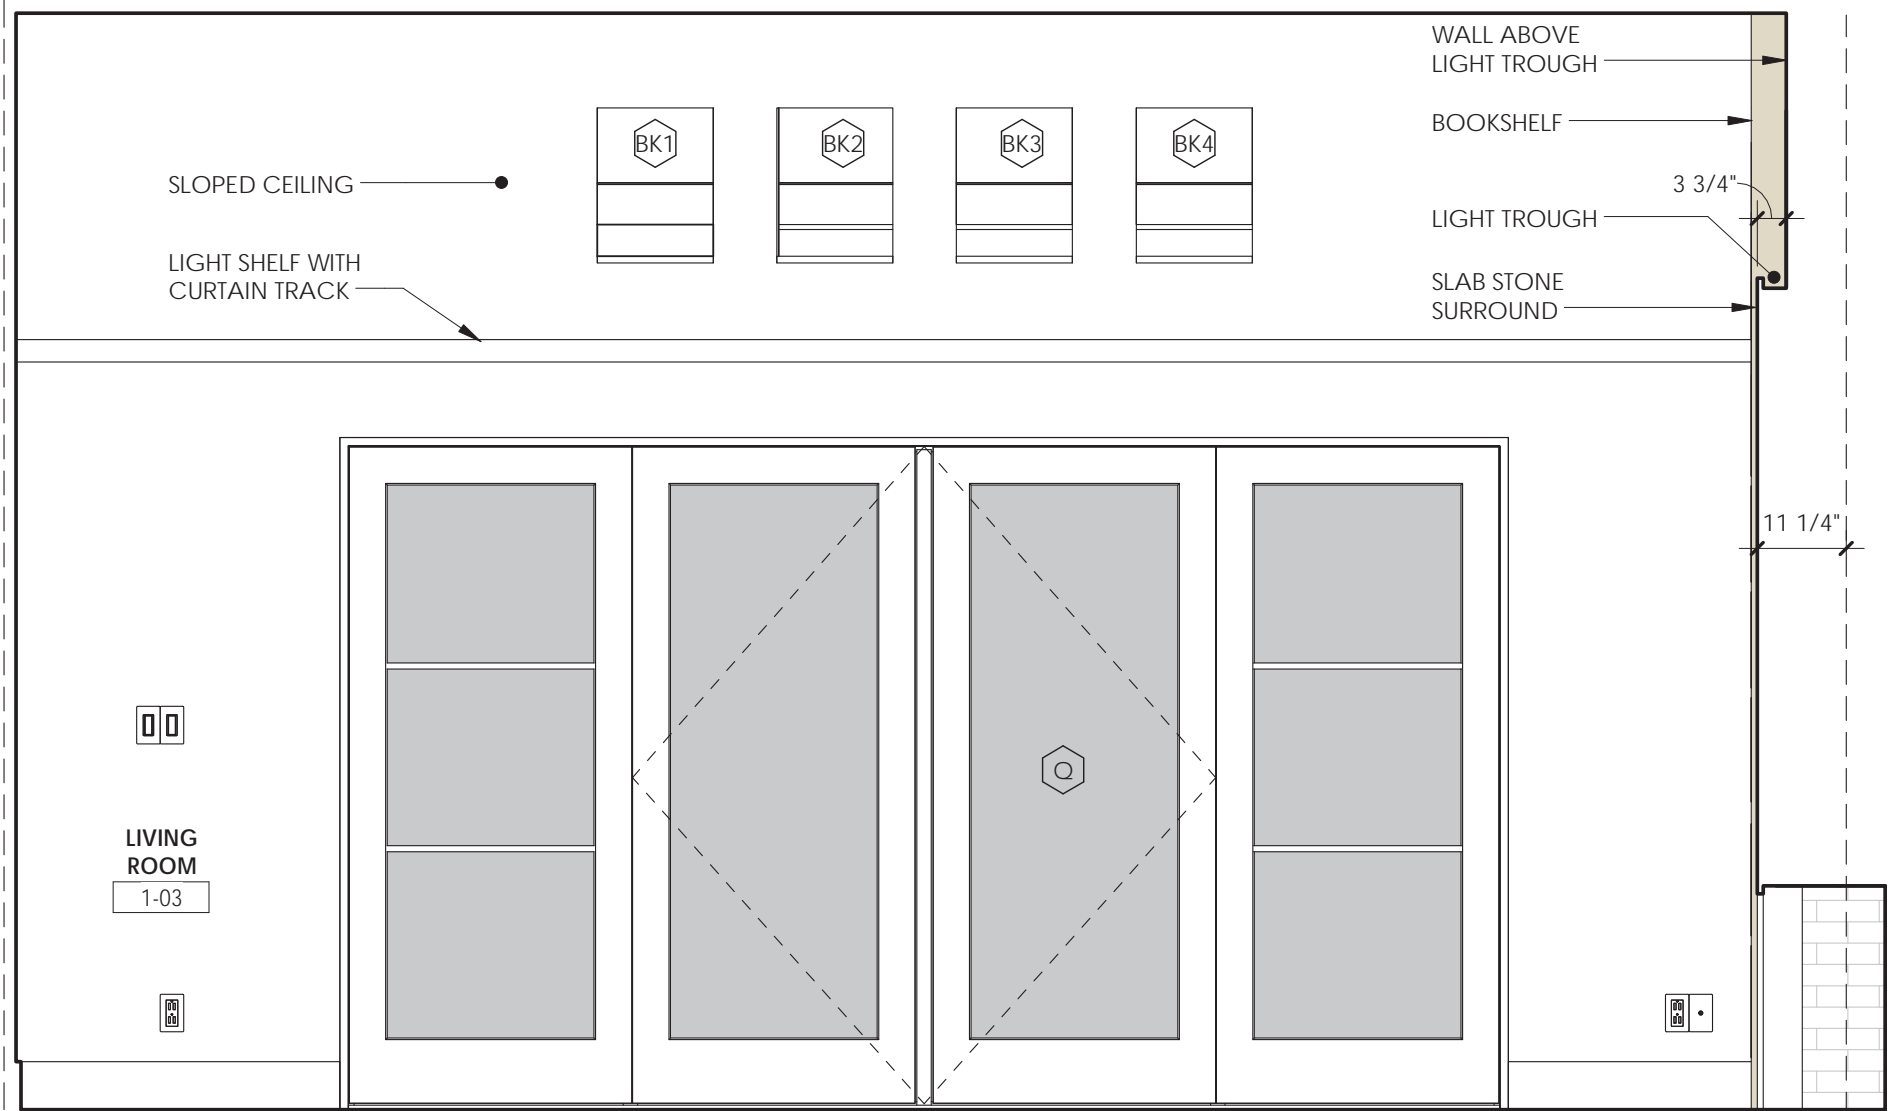 WALL ABOVE
LIGHT TROUGH
BOOKSHELF
BK1
BK2
BK3
BK4
SLOPED CEILING
3 3/4"
LIGHT TROUGH
LIGHT SHELF WITH
CURTAIN TRACK
SLAB STONE
SURROUND
11 1/4"
Q
LIVING
ROOM
1-03